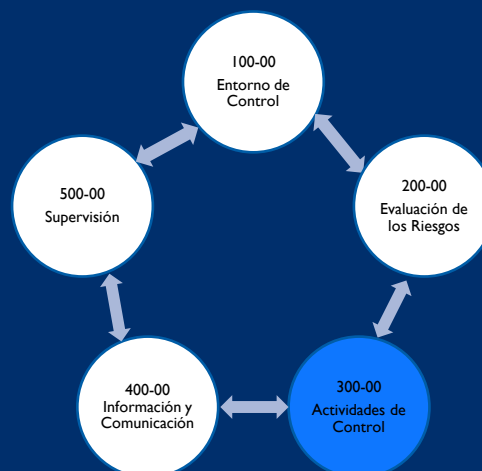 100-00
Entorno de
Control
200-00
Evaluación de
los Riesgos
300-00
Actividades de
Control
400-00
Información y
Comunicación
500-00
Supervisión